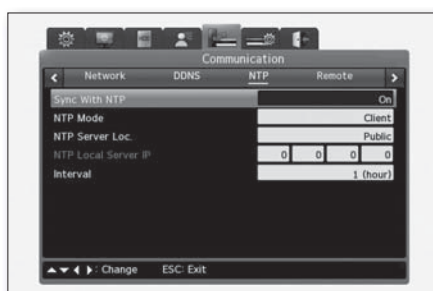 Communication
Network DDNS NTP Remote
Sync With NTP On
NTP Mode Client
NTP Server Loc. Public
NTP Local Server IP 0 0 0 0
Interval 1 (hour)
: Change ESC: Exit